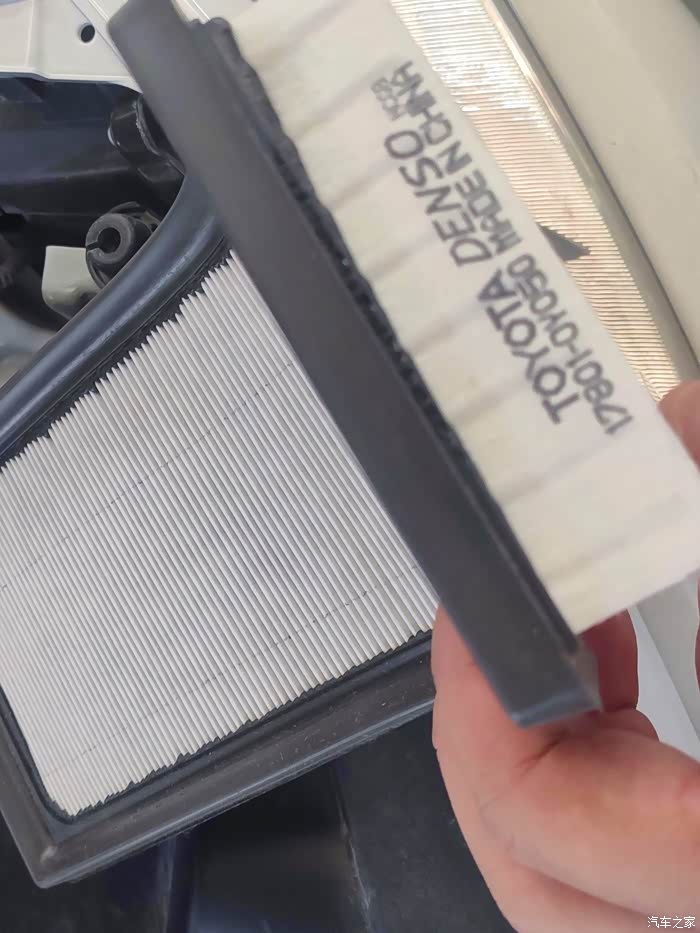 TOYOTA DENSO
17801-0Y050 MADE IN CHINA
汽车之家